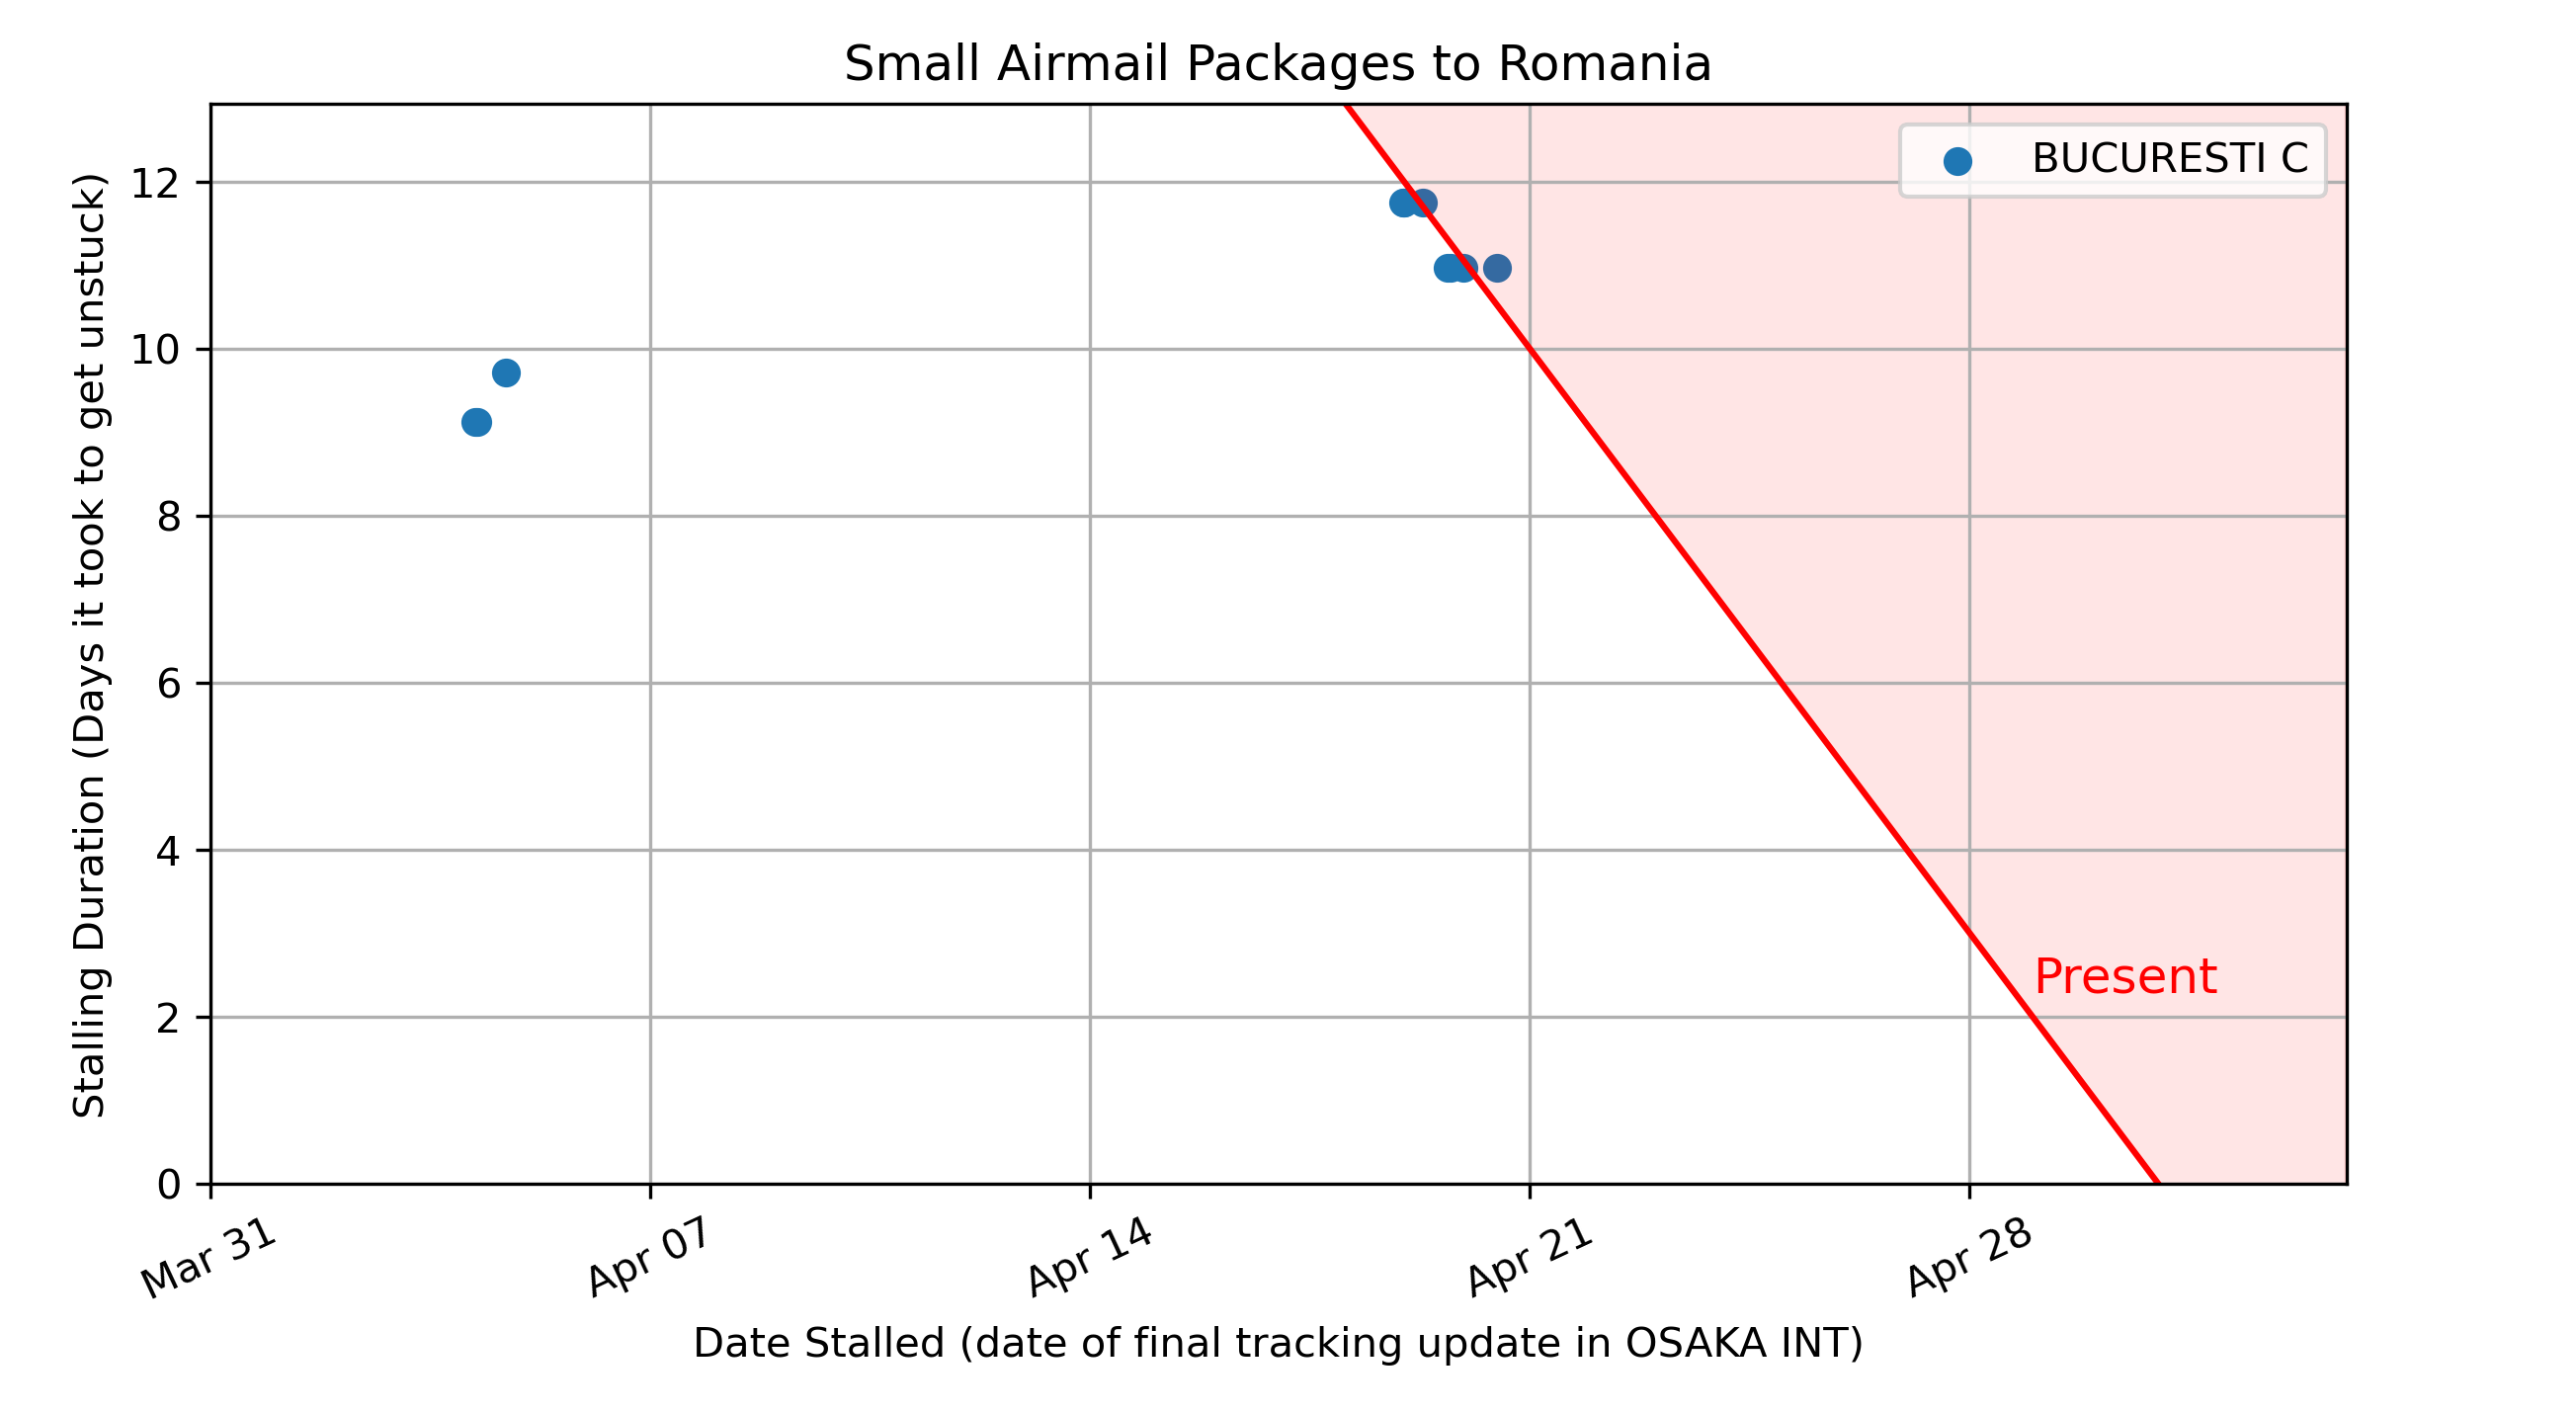 Small Airmail Packages to Romania
BUCURESTI C
Stalling Duration (Days it took to get unstuck)
12
10
8
6
4
2
0
Present
Mar 31
Apr 07
Apr 14
Apr 21
Apr 28
Date Stalled (date of final tracking update in OSAKA INT)